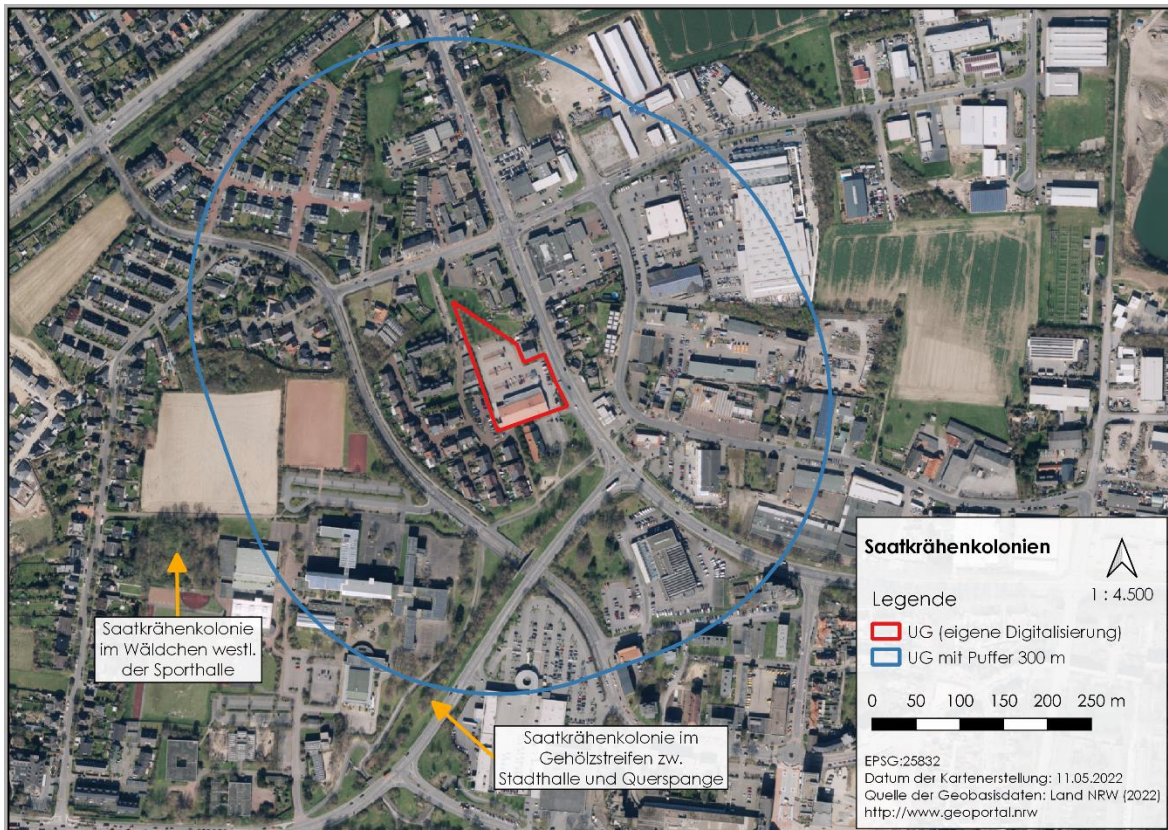 Saatkrähenkolonie
im Wäldchen westl.
der Sporthalle
Saatkrähenkolonie im
Gehölzstreifen zw.
Stadthalle und Querspange
Saatkrähenkolonien
1 : 4.500
Legende
UG (eigene Digitalisierung)
UG mit Puffer 300 m
0 50 100 150 200 250 m
EPSG:25832
Datum der Kartenerstellung: 11.05.2022
Quelle der Geobasisdaten: Land NRW (2022)
http://www.geoportal.nrw